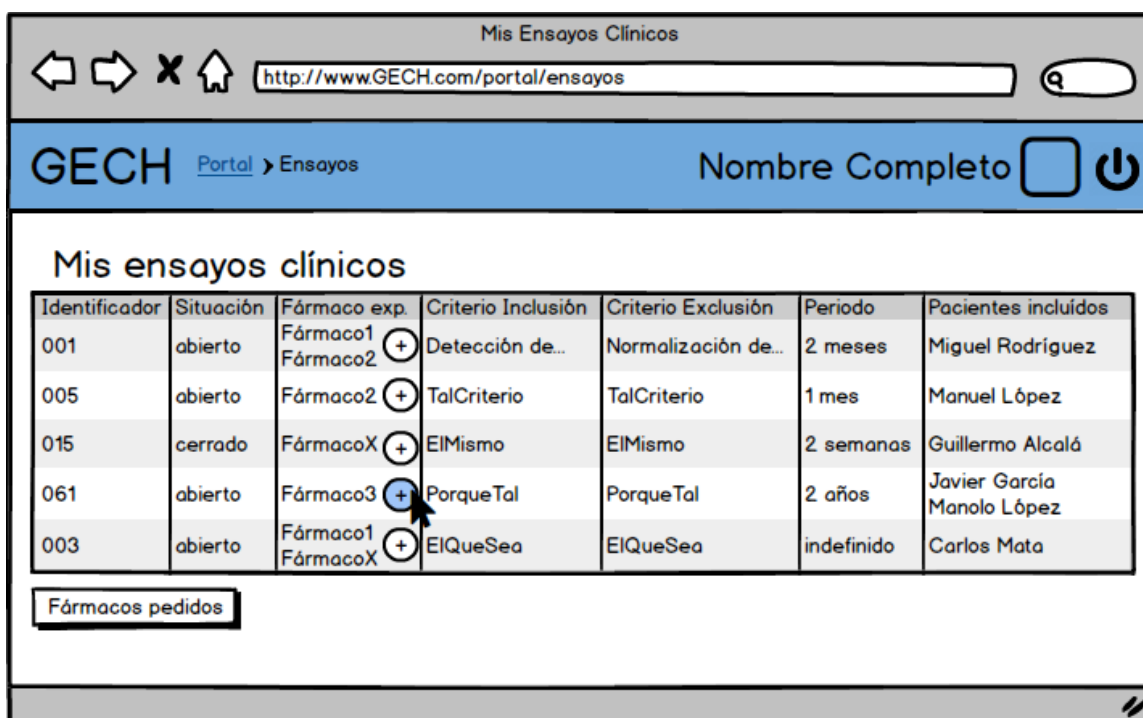 Mis Ensayos Clínicos
http://www.GECH.com/portal/ensayos
GECH Portal Ensayos Nombre Completo
Mis ensayos clínicos
Identificador Situación Fármaco exp. Criterio Inclusión Criterio Exclusión Periodo Pacientes incluídos
001 abierto Fármaco1 Fármaco2 + Detección de... Normalización de... 2 meses Miguel Rodríguez
005 abierto Fármaco2 + TalCriterio TalCriterio 1 mes Manuel López
015 cerrado FármacoX + ElMismo ElMismo 2 semanas Guillermo Alcalá
061 abierto Fármaco3 + PorqueTal PorqueTal 2 años Javier García Manolo López
003 abierto Fármaco1 FármacoX + ElQueSea ElQueSea indefinido Carlos Mata
Fármacos pedidos